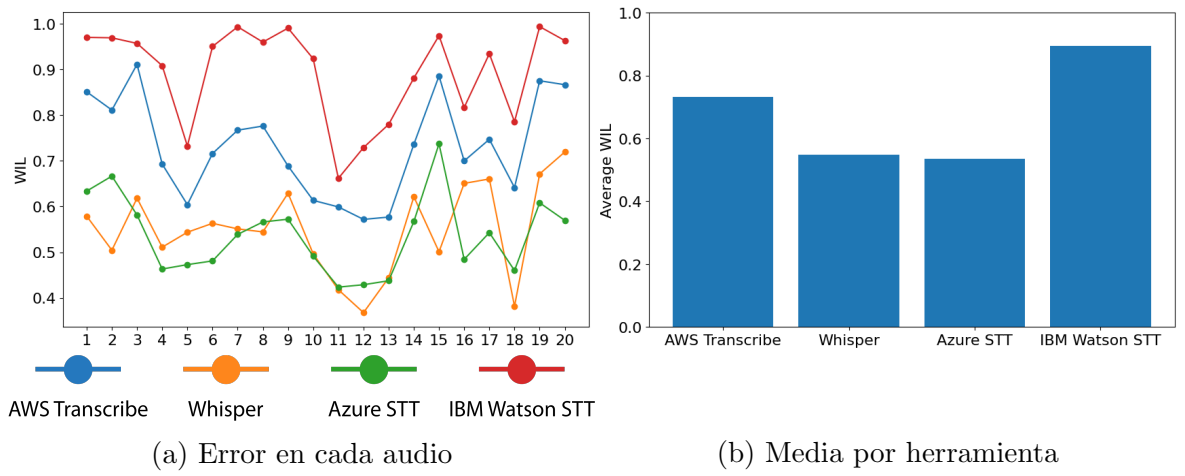 WIL
1.0
0.9
0.8
0.7
0.6
0.5
0.4
1 2 3 4 5 6 7 8 9 10 11 12 13 14 15 16 17 18 19 20
AWS Transcribe Whisper Azure STT IBM Watson STT
(a) Error en cada audio
Average WIL
1.0
0.8
0.6
0.4
0.2
0.0
AWS Transcribe Whisper Azure STT IBM Watson STT
(b) Media por herramienta